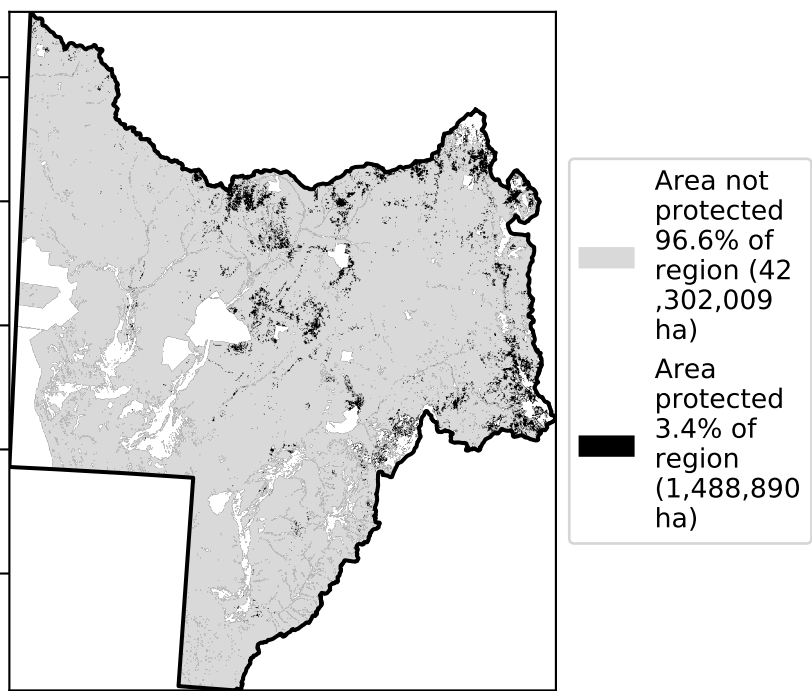 Area not
protected
96.6% of
region (42
,302,009
ha)
Area
protected
3.4% of
region
(1,488,890
ha)